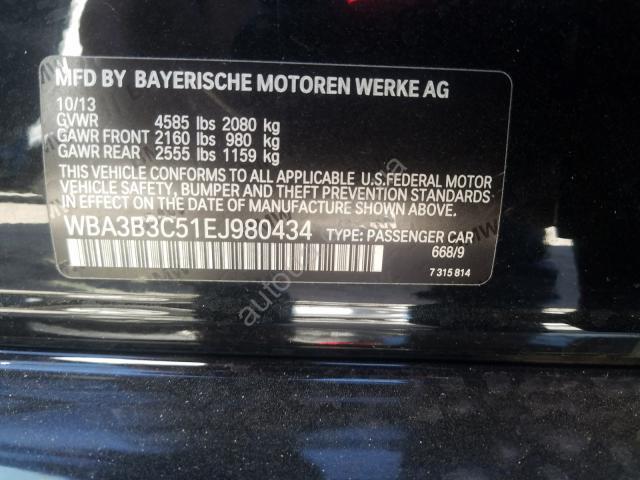 MFD BY BAYERISCHE MOTOREN WERKE AG
10/13
GVWR 4585 lbs 2080 kg
GAWR FRONT 2160 lbs 980 kg
GAWR REAR 2555 lbs 1159 kg
THIS VEHICLE CONFORMS TO ALL APPLICABLE U.S.FEDERAL MOTOR
VEHICLE SAFETY, BUMPER AND THEFT PREVENTION STANDARDS
IN EFFECT ON THE DATE OF MANUFACTURE SHOWN ABOVE.
WBA3B3C51EJ980434 TYPE: PASSENGER CAR
668/9
7 315 814